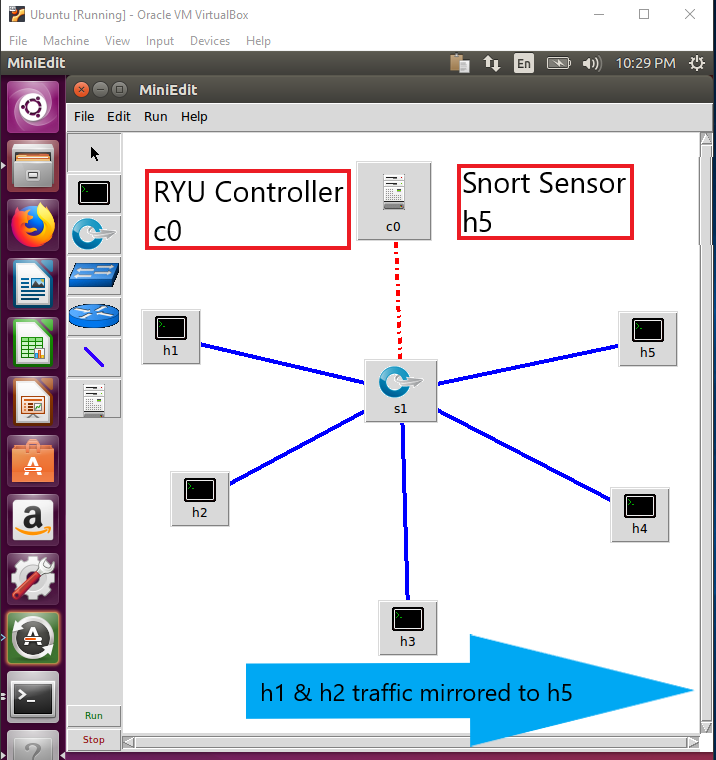 Ubuntu [Running] - Oracle VM VirtualBox
File Machine View Input Devices Help
MiniEdit
En
10:29 PM
MiniEdit
File Edit Run Help
RYU Controller
c0
c0
Snort Sensor
h5
h1
h5
s1
h2
h4
h3
h1 & h2 traffic mirrored to h5
Run
Stop